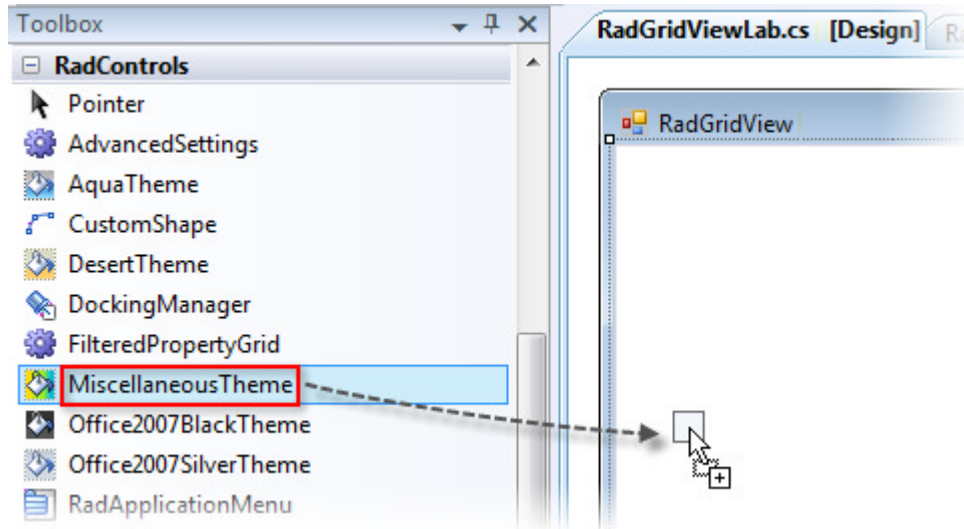 Toolbox
RadControls
Pointer
AdvancedSettings
AquaTheme
CustomShape
DesertTheme
DockingManager
FilteredPropertyGrid
MiscellaneousTheme
Office2007BlackTheme
Office2007SilverTheme
RadApplicationMenu
RadGridViewLab.cs [Design]
RadGridView